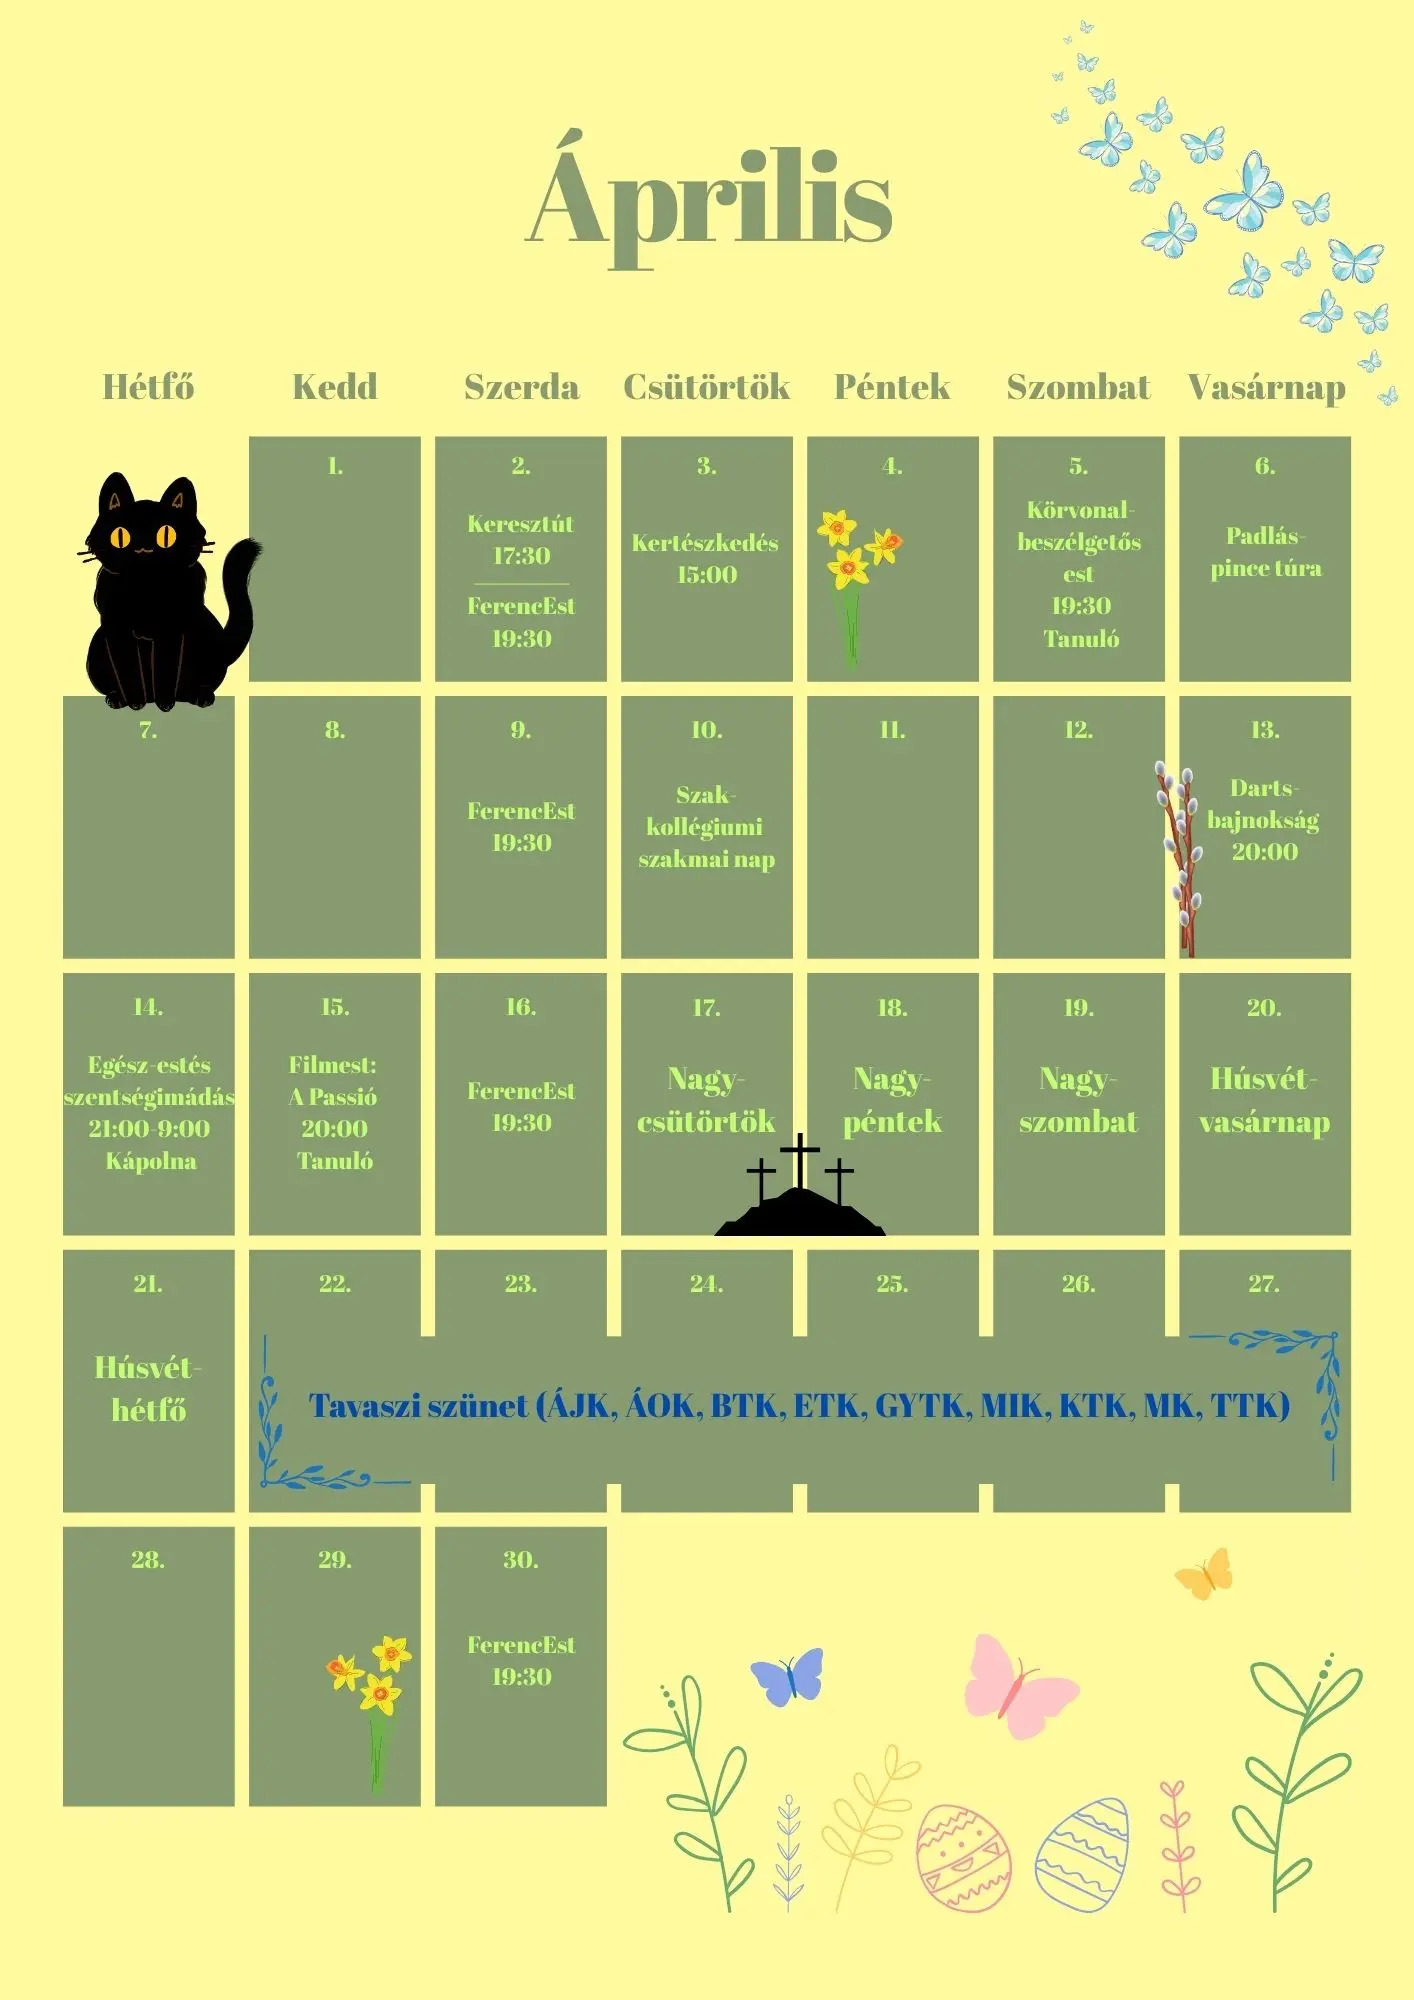 Április
Hétfő Kedd Szerda Csütörtök Péntek Szombat Vasárnap
1.
2.
Keresztút
17:30
FerencEst
19:30
3.
Kertészkedés
15:00
4.
5.
Körvonal-
beszélgetős
est
19:30
Tanuló
6.
Padlás-
pince túra
7.
8.
9.
FerencEst
19:30
10.
Szak-
kollégiumi
szakmai nap
11.
12.
13.
Darts-
bajnokság
20:00
14.
Egész-estés
szentségimádás
21:00-9:00
Kápolna
15.
Filmest:
A Passió
20:00
Tanuló
16.
FerencEst
19:30
17.
Nagy-
csütörtök
18.
Nagy-
péntek
19.
Nagy-
szombat
20.
Húsvét-
vasárnap
21.
Húsvét-
hétfő
22.
23.
24.
25.
26.
27.
Tavaszi szünet (ÁJK, ÁOK, BTK, ETK, GYTK, MIK, KTK, MK, TTK)
28.
29.
30.
FerencEst
19:30